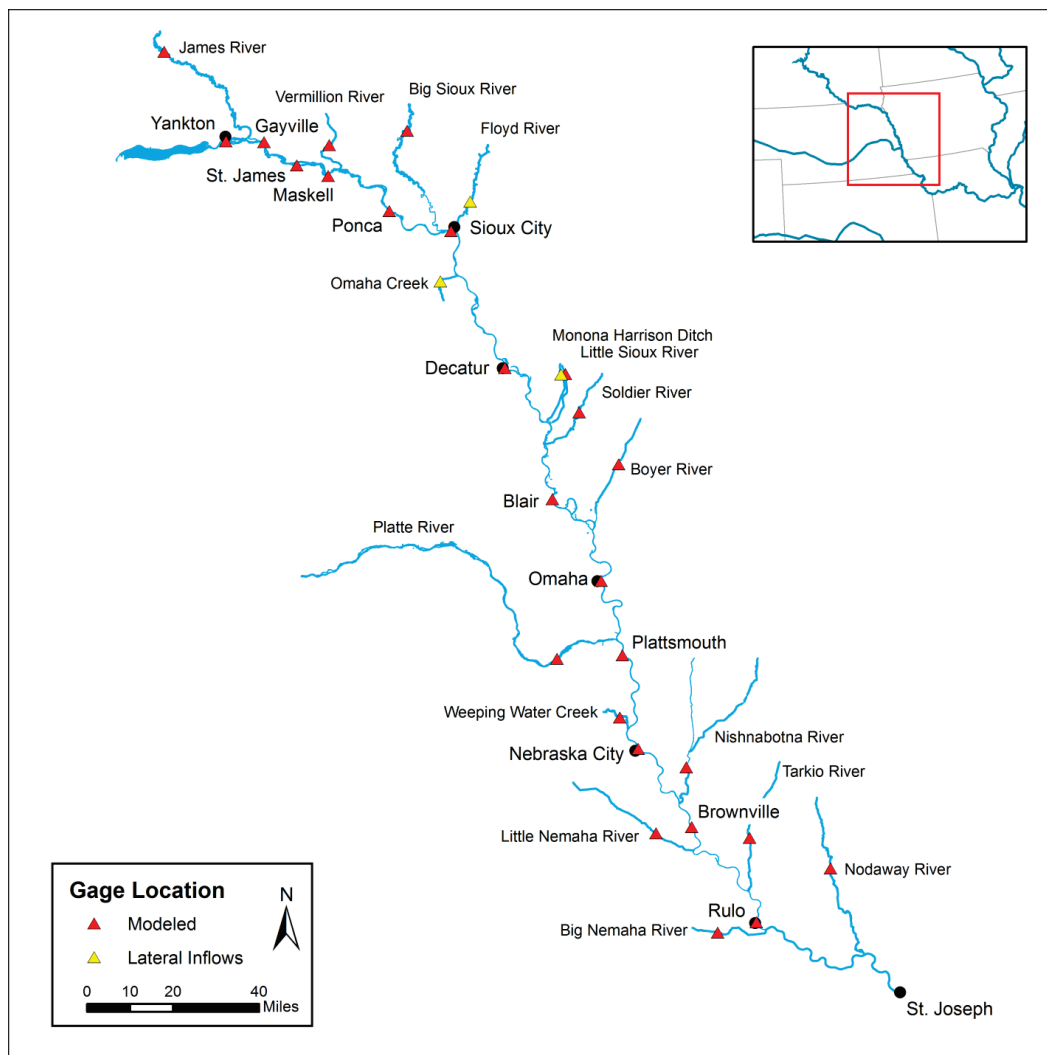 James River
Vermillion River
Big Sioux River
Floyd River
Yankton
Gayville
St. James
Maskell
Ponca
Sioux City
Omaha Creek
Monona Harrison Ditch
Little Sioux River
Decatur
Soldier River
Boyer River
Blair
Platte River
Omaha
Plattsmouth
Weeping Water Creek
Nishnabotna River
Nebraska City
Tarkio River
Brownville
Little Nemaha River
Nodaway River
Rulo
Big Nemaha River
St. Joseph
Gage Location
N
Modeled
Lateral Inflows
0 10 20 40
Miles